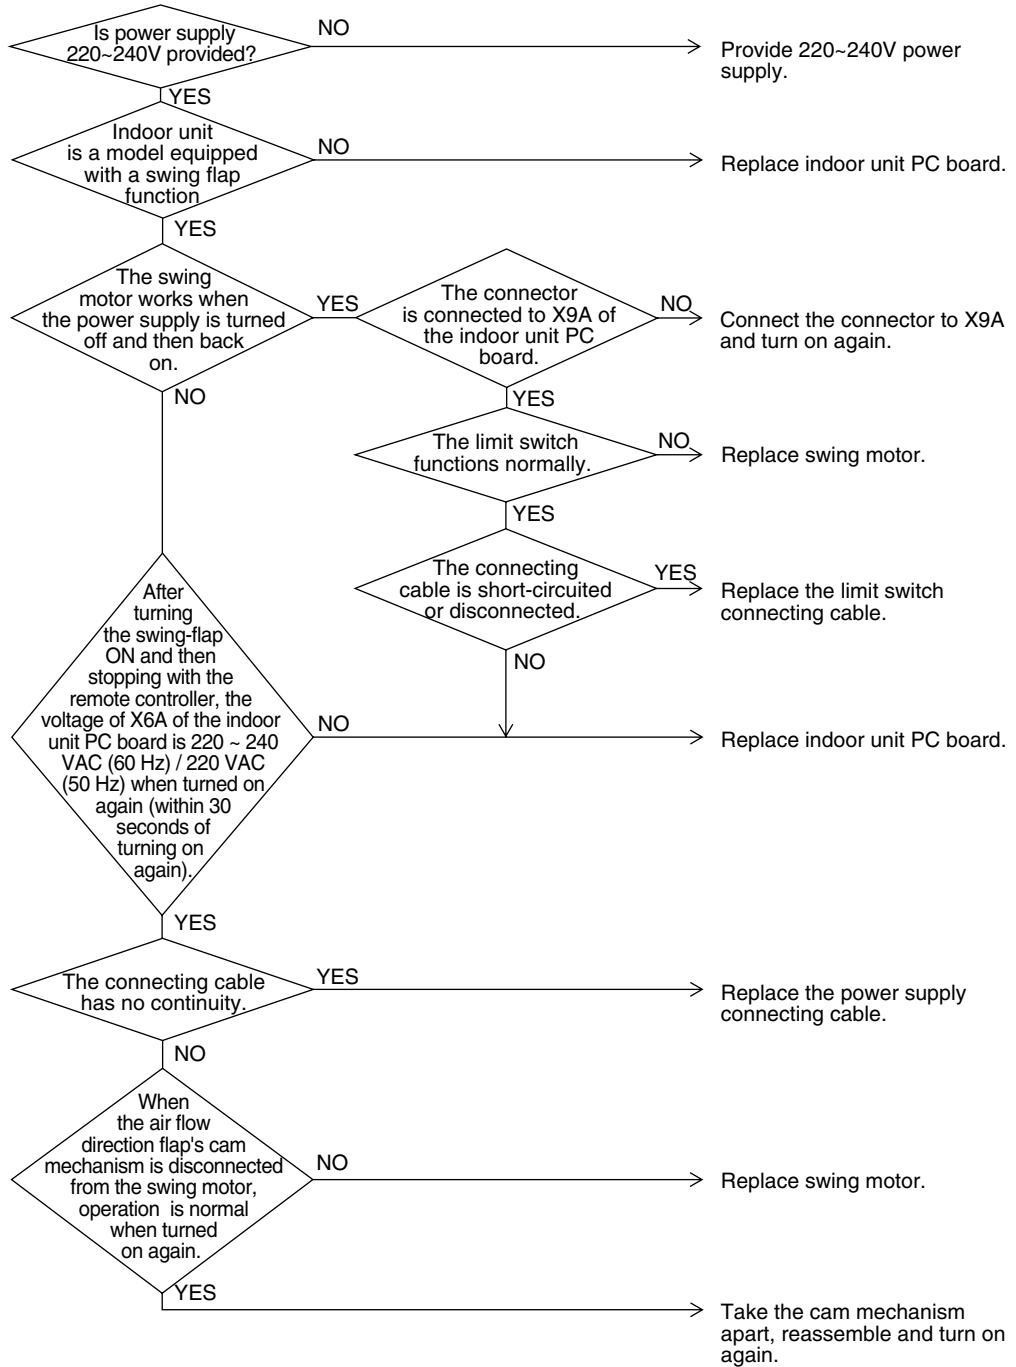 Is power supply
220~240V provided?
NO
Provide 220~240V power
supply.
YES
Indoor unit
is a model equipped
with a swing flap
function
NO
Replace indoor unit PC board.
YES
The swing
motor works when
the power supply is turned
off and then back
on.
YES
The connector
is connected to X9A of
the indoor unit PC
board.
NO
Connect the connector to X9A
and turn on again.
NO
YES
The limit switch
functions normally.
NO
Replace swing motor.
YES
The connecting
cable is short-circuited
or disconnected.
YES
Replace the limit switch
connecting cable.
NO
After
turning
the swing-flap
ON and then
stopping with the
remote controller, the
voltage of X6A of the indoor
unit PC board is 220 ~ 240
VAC (60 Hz) / 220 VAC
(50 Hz) when turned on
again (within 30
seconds of
turning on
again).
NO
Replace indoor unit PC board.
YES
The connecting cable
has no continuity.
YES
Replace the power supply
connecting cable.
NO
When
the air flow
direction flap's cam
mechanism is disconnected
from the swing motor,
operation  is normal
when turned
on again.
NO
Replace swing motor.
YES
Take the cam mechanism
apart, reassemble and turn on
again.